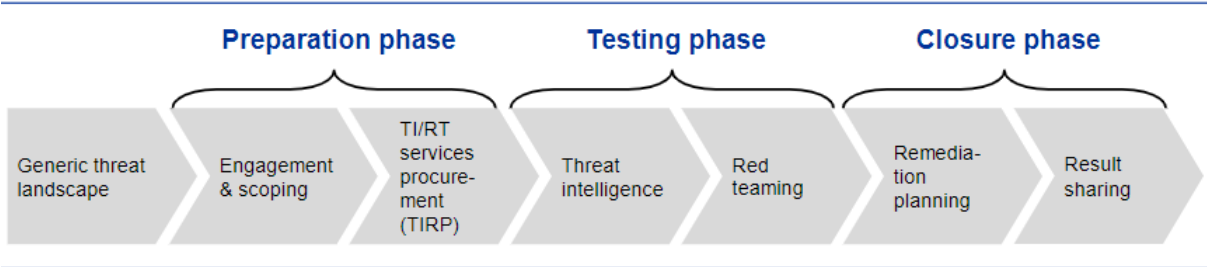 Preparation phase
Testing phase
Closure phase
Generic threat
landscape
Engagement
& scoping
TI/RT
services
procure-
ment
(TIRP)
Threat
intelligence
Red
teaming
Remedia-
tion
planning
Result
sharing